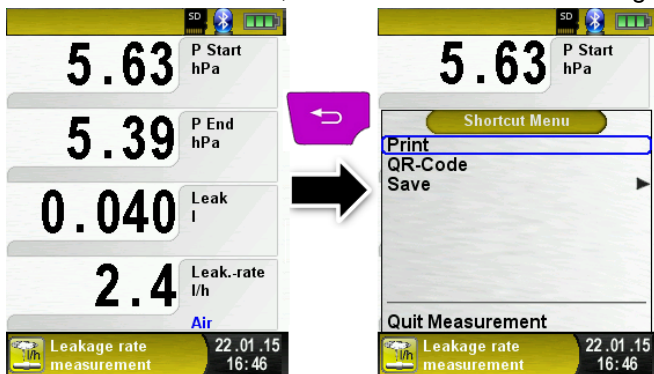 SD
5.63 P Start
hPa
5.39 P End
hPa
0.040 Leak
l
2.4 Leak.-rate
l/h
Air
l/h Leakage rate 22.01.15
measurement 16:46
SD
5.63 P Start
hPa
Shortcut Menu
Print
QR-Code
Save
Quit Measurement
l/h Leakage rate 22.01.15
measurement 16:46